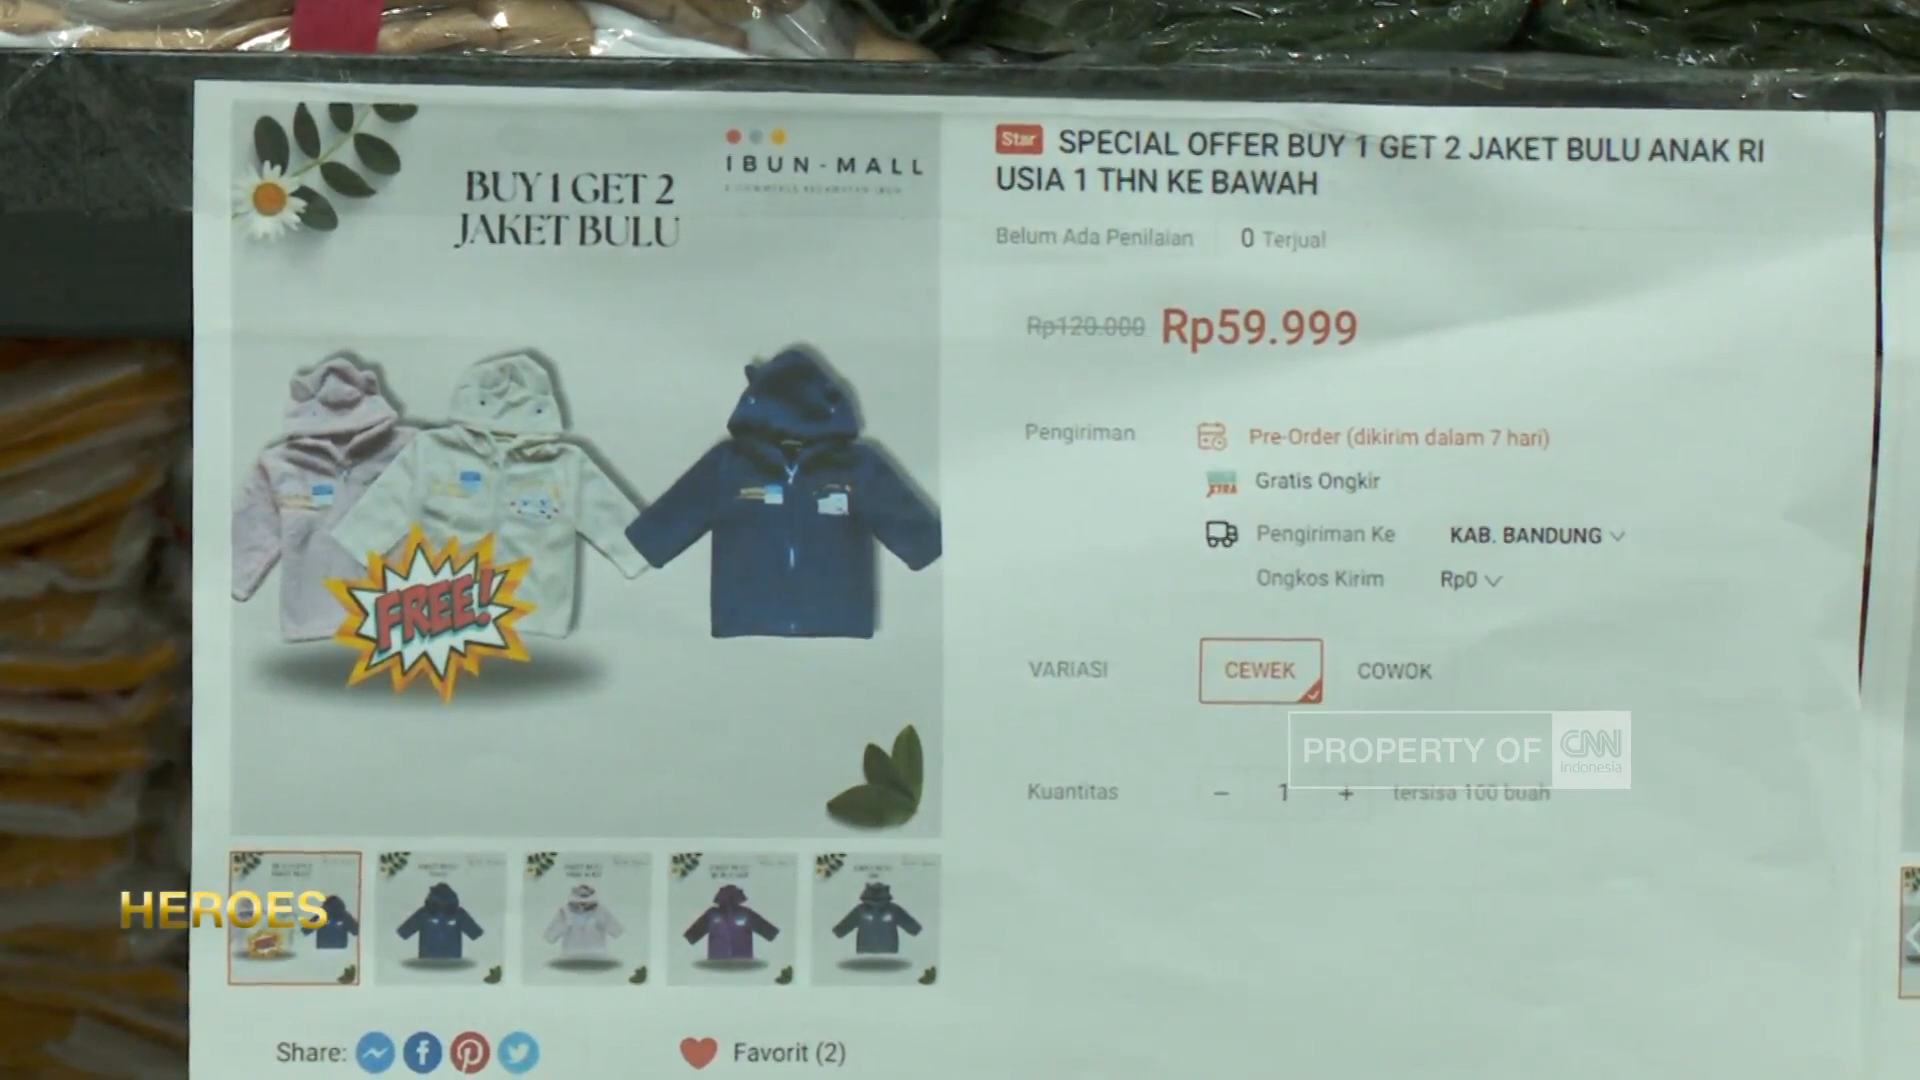 BUY 1 GET 2
JAKET BULU
IBUN-MALL
Star SPECIAL OFFER BUY 1 GET 2 JAKET BULU ANAK RI
USIA 1 THN KE BAWAH
Belum Ada Penilaian 0 Terjual
Rp120.000 Rp59.999
Pengiriman Pre-Order (dikirim dalam 7 hari)
XTRA Gratis Ongkir
Pengiriman Ke KAB. BANDUNG
Ongkos Kirim Rp0
FREE!
VARIASI CEWEK COWOK
PROPERTY OF CNN Indonesia
Kuantitas - 1 + tersisa 100 buah
HEROES
Share: Favorit (2)